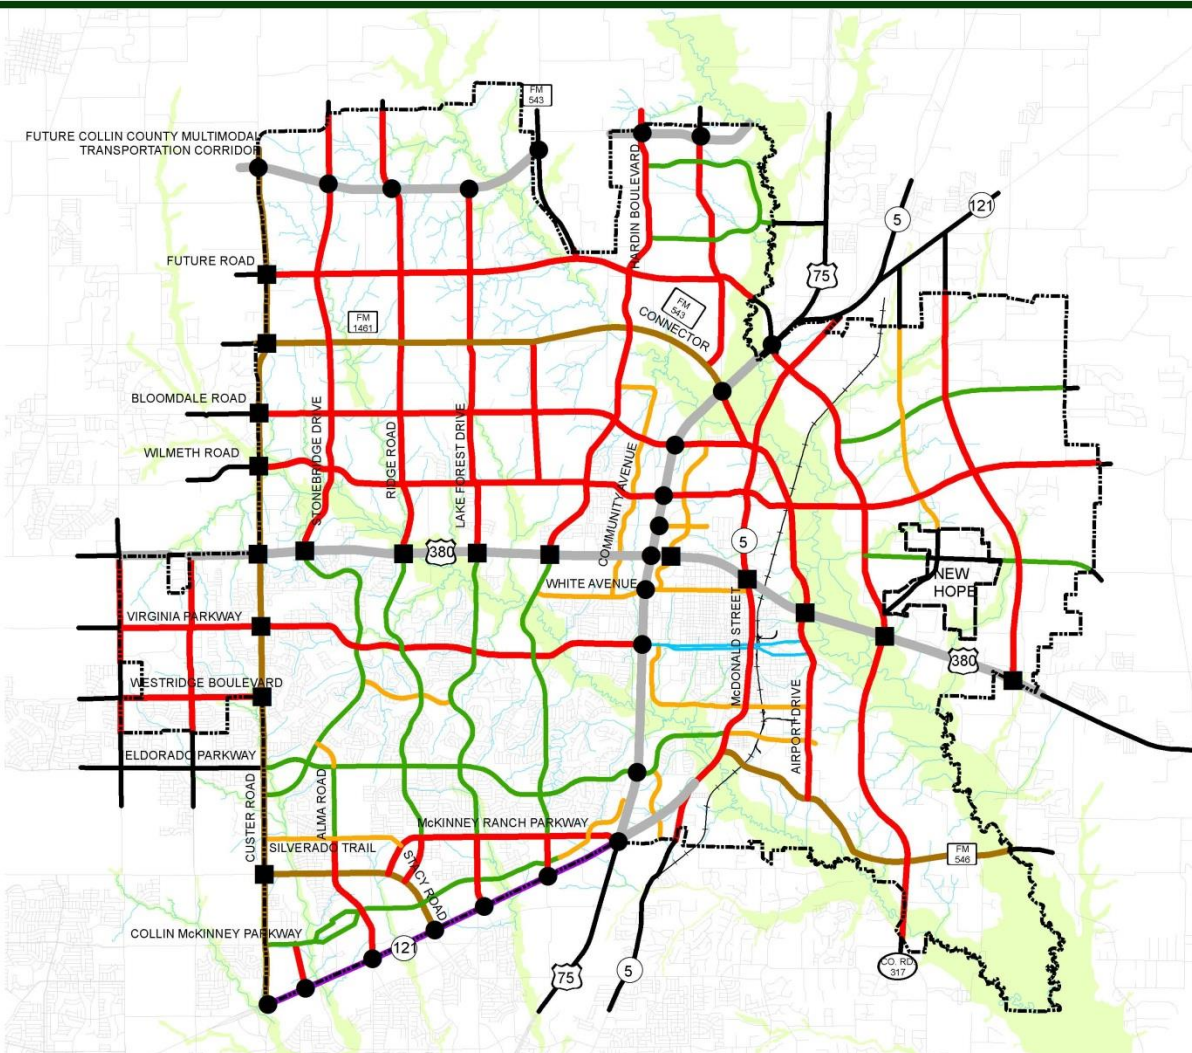 FM
543
FUTURE COLLIN COUNTY MULTIMODAL
TRANSPORTATION CORRIDOR
HARDIN BOULEVARD
5
121
FUTURE ROAD
75
FM
1461
FM
543
CONNECTOR
BLOOMDALE ROAD
WILMETH ROAD
STONEBRIDGE DRIVE
RIDGE ROAD
LAKE FOREST DRIVE
COMMUNITY AVENUE
380
5
WHITE AVENUE
NEW
HOPE
VIRGINIA PARKWAY
McDONALD STREET
380
WESTRIDGE BOULEVARD
AIRPORT DRIVE
ELDORADO PARKWAY
CUSTER ROAD
ALMA ROAD
McKINNEY RANCH PARKWAY
SILVERADO TRAIL
STACY ROAD
FM
546
COLLIN McKINNEY PARKWAY
121
75
5
CO. RD.
317